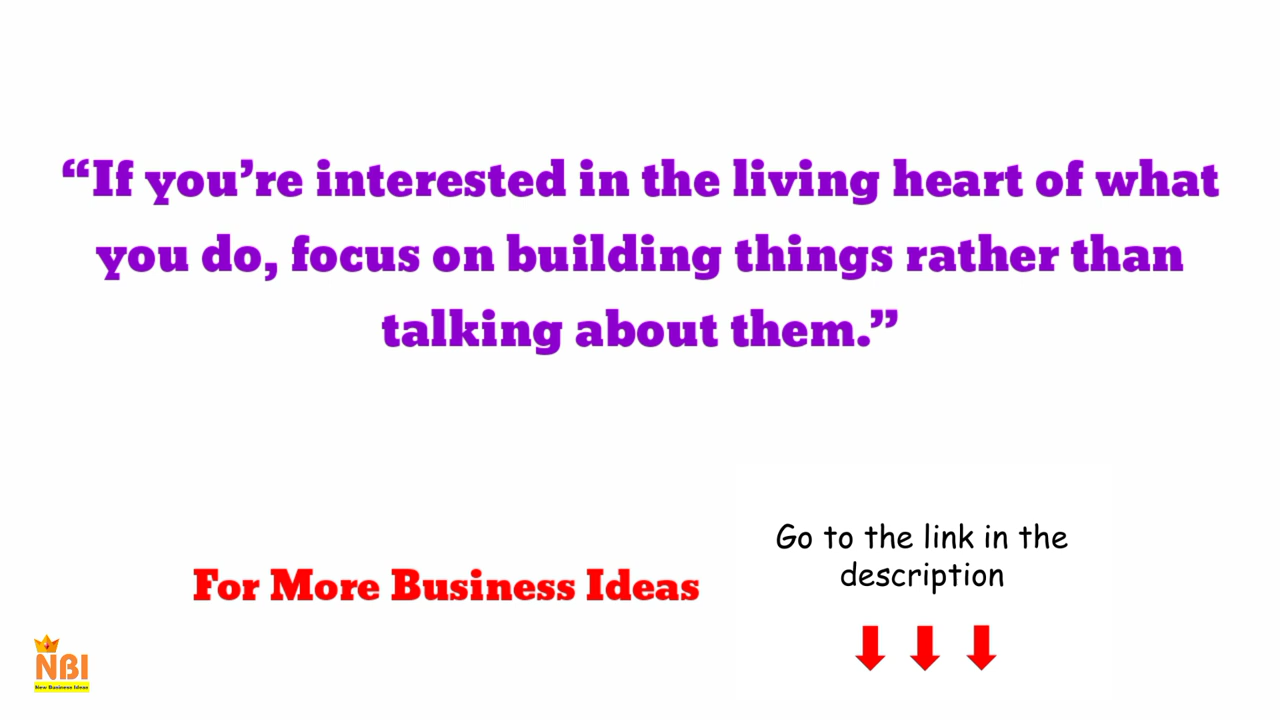 “If you’re interested in the living heart of what
you do, focus on building things rather than
talking about them.”
Go to the link in the
description
For More Business Ideas
NBI
New Business Ideas